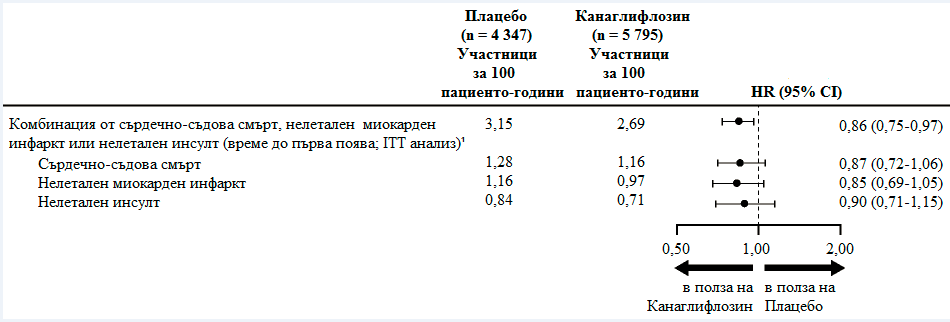 Плацебо Канаглифлозин
(n = 4 347) (n = 5 795)
Участници Участници
за 100 за 100
пациенто-години пациенто-години HR (95% CI)
Комбинация от сърдечно-съдова смърт, нелетален миокарден 3,15 2,69 0,86 (0,75-0,97)
инфаркт или нелетален инсулт (време до първа поява; ITT анализ)¹
Сърдечно-съдова смърт 1,28 1,16 0,87 (0,72-1,06)
Нелетален миокарден инфаркт 1,16 0,97 0,85 (0,69-1,05)
Нелетален инсулт 0,84 0,71 0,90 (0,71-1,15)
0,50 1,00 2,00
в полза на в полза на
Канаглифлозин Плацебо